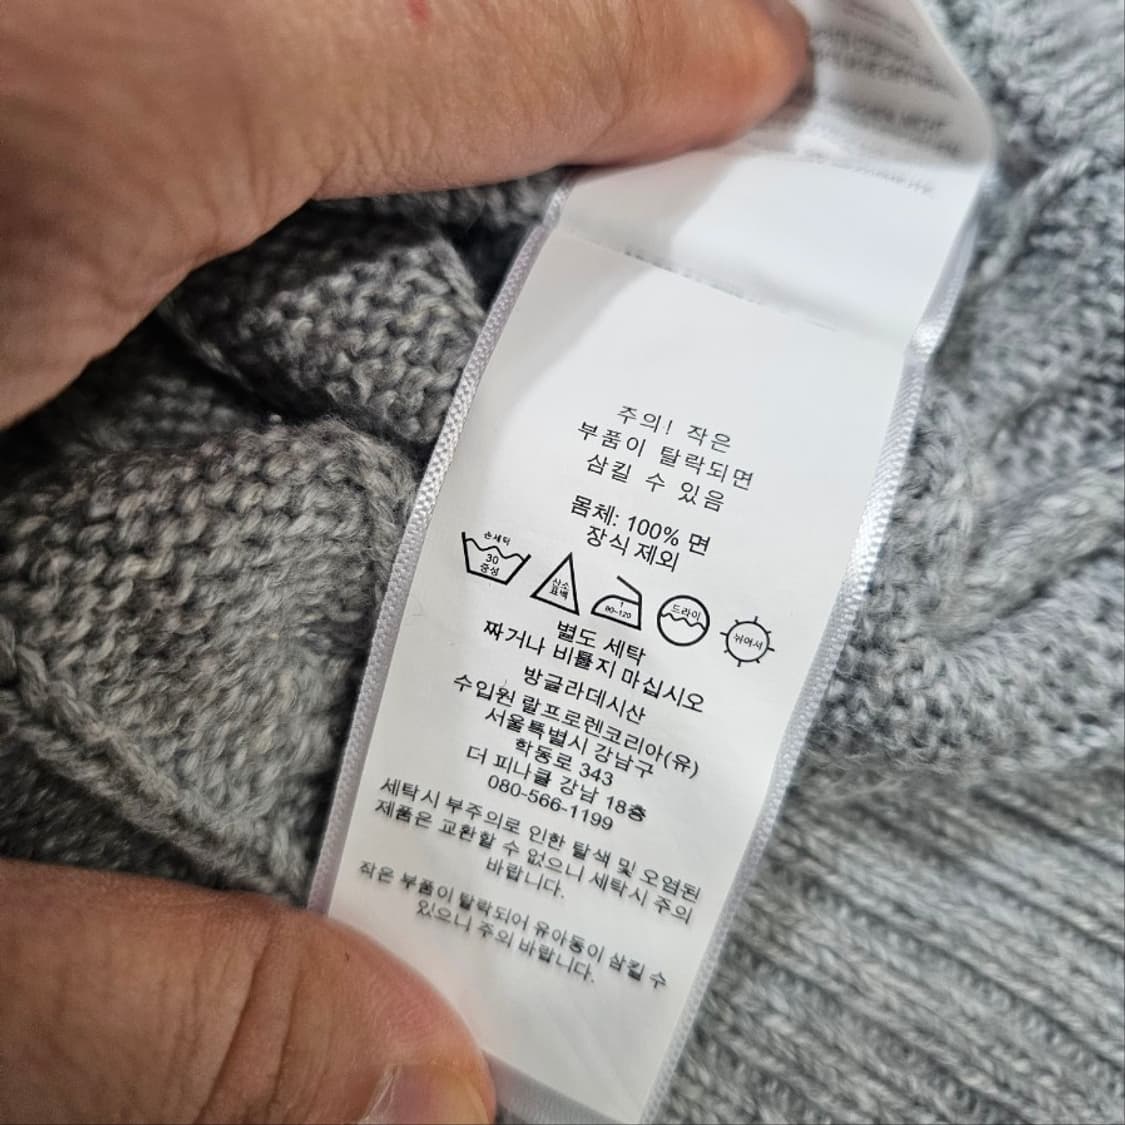 주의! 작은
부품이 탈락되면
삼킬 수 있음
몸체: 100% 면
장식 제외
손세탁
30
중성
산소
표백
1
80~120
드라이
뉘어서
별도 세탁
짜거나 비틀지 마십시오
방글라데시산
수입원 랄프로렌코리아(유)
서울특별시 강남구
학동로 343
더 피나클 강남 18층
080-566-1199
세탁시 부주의로 인한 탈색 및 오염된
제품은 교환할 수 없으니 세탁시 주의
바랍니다.
작은 부품이 탈락되어 유아동이 삼킬 수
있으니 주의 바랍니다.